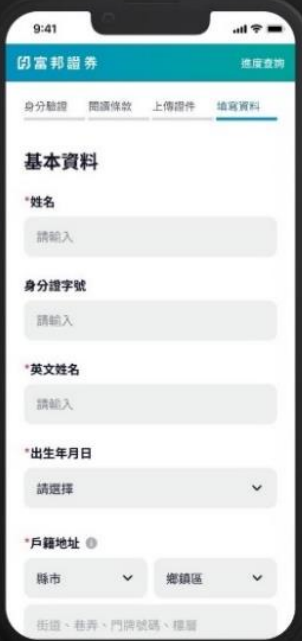 9:41
富邦證券
進度查詢
身分驗證 閱讀條款 上傳證件 填寫資料
基本資料
*姓名
請輸入
身分證字號
請輸入
*英文姓名
請輸入
*出生年月日
請選擇
*戶籍地址
縣市 鄉鎮區
街道、巷弄、門牌號碼、樓層